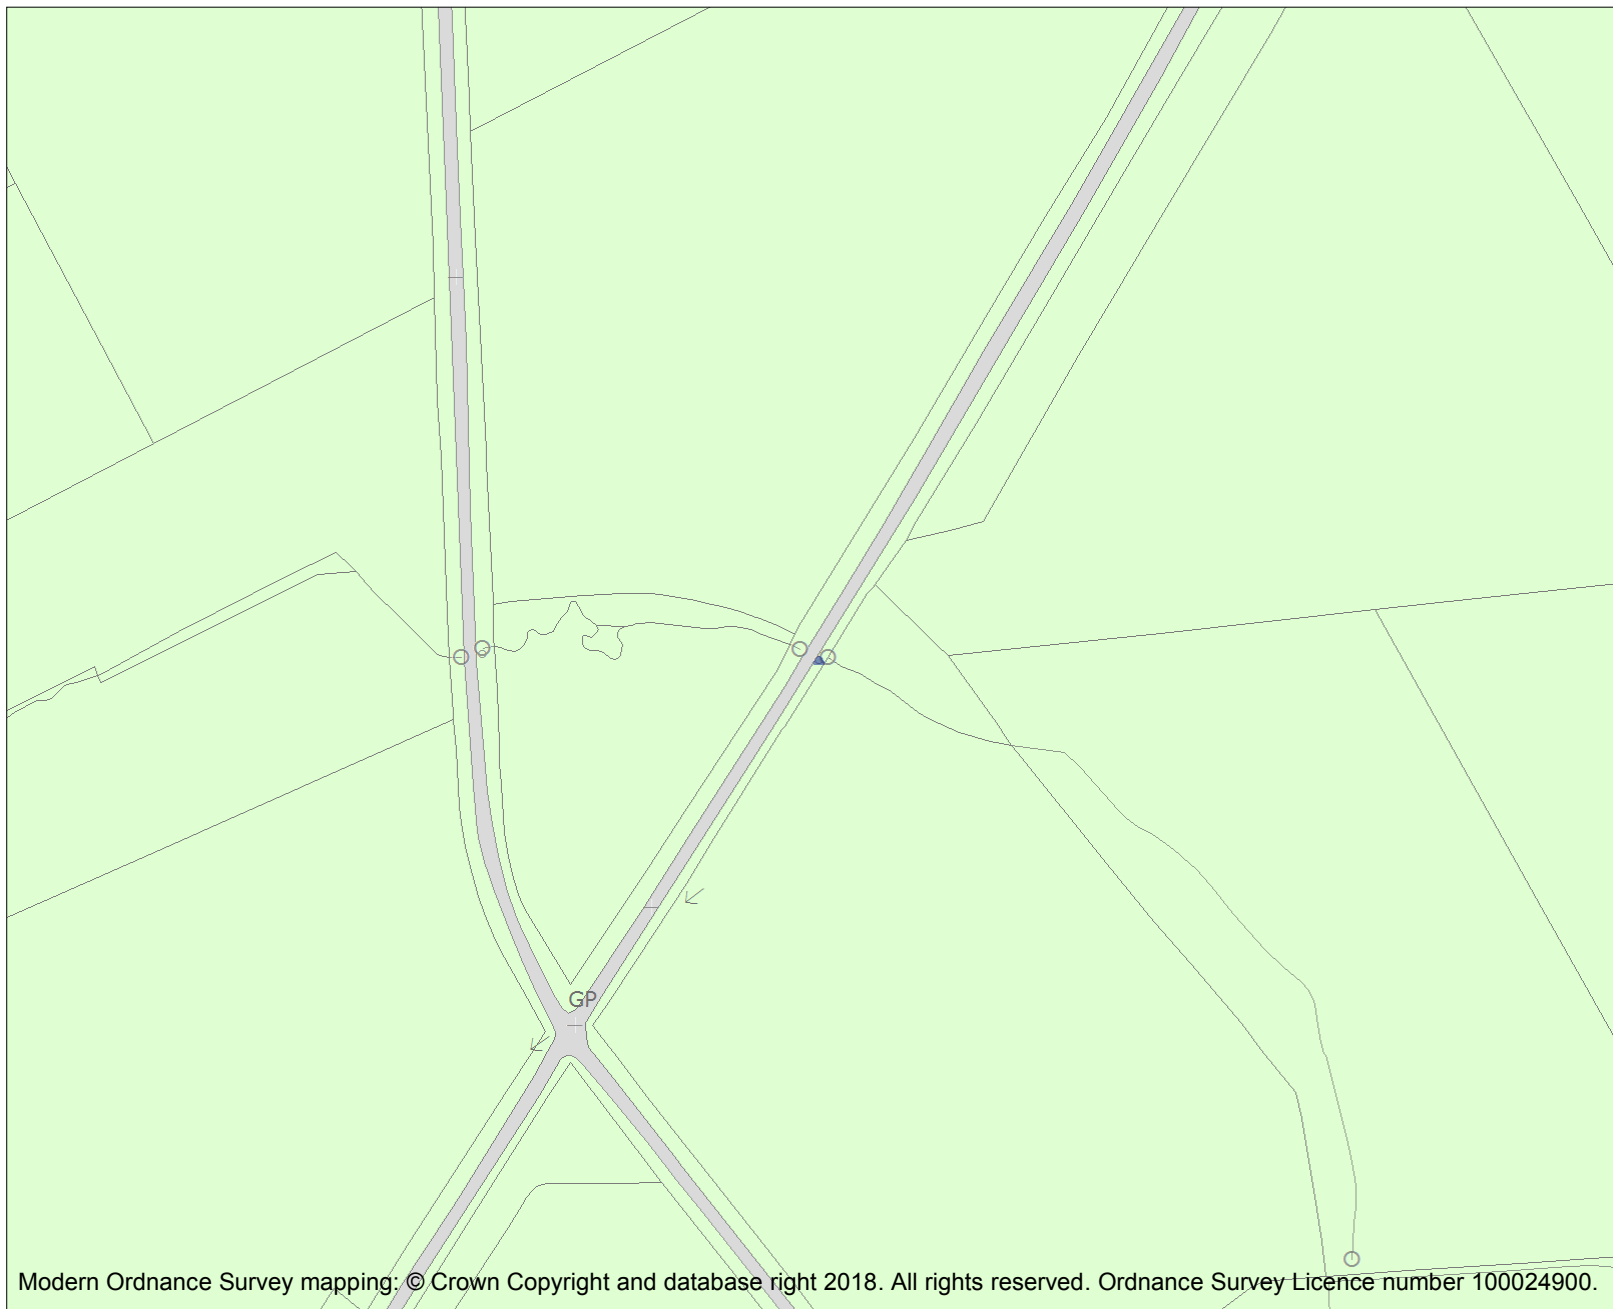 GP
Modern Ordnance Survey mapping: © Crown Copyright and database right 2018. All rights reserved. Ordnance Survey Licence number 100024900.